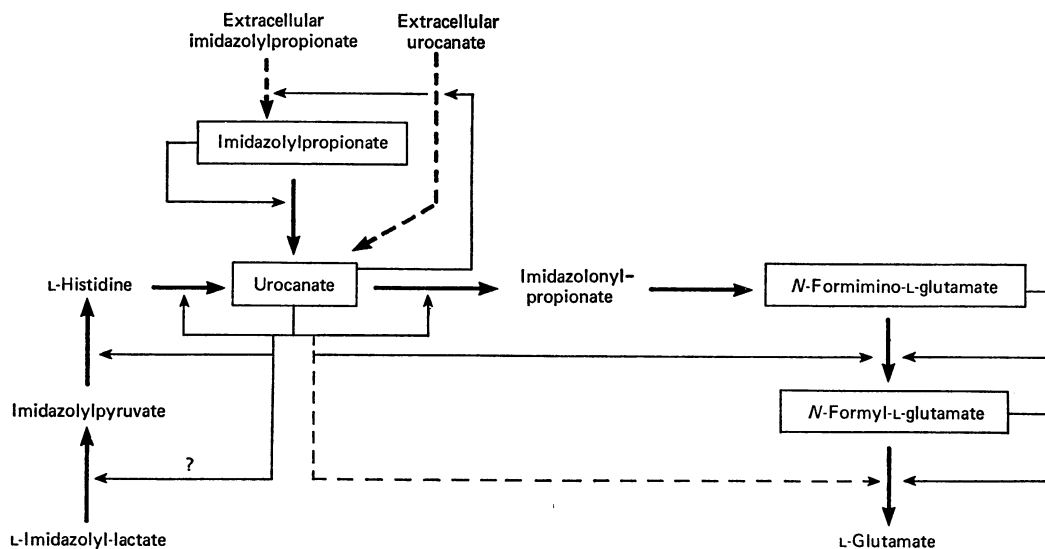 Extracellular
imidazolylpropionate
Extracellular
urocanate
Imidazolylpropionate
L-Histidine
Urocanate
Imidazolonyl-
propionate
N-Formimino-L-glutamate
Imidazolylpyruvate
N-Formyl-L-glutamate
?
L-Imidazolyl-lactate
L-Glutamate